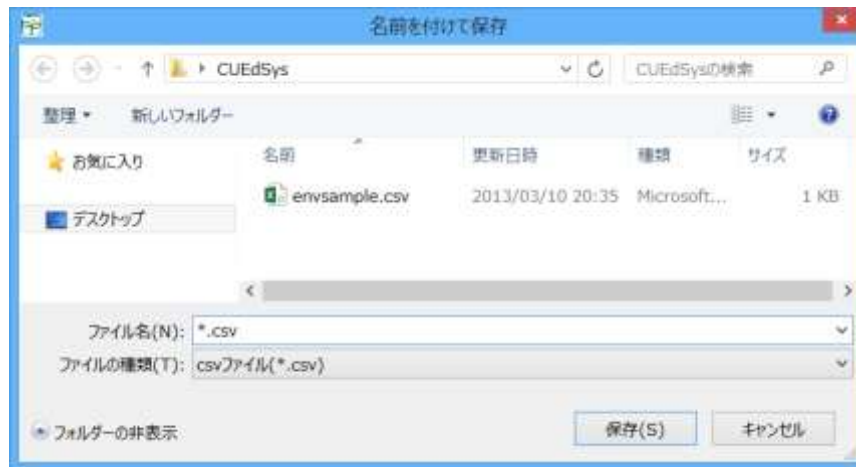 名前を付けて保存
CUEdSys
CUEdSysの検索
整理 新しいフォルダー
お気に入り
デスクトップ
名前 更新日時 種類 サイズ
envsample.csv 2013/03/10 20:35 Microsoft... 1 KB
ファイル名(N): *.csv
ファイルの種類(T): csvファイル(*.csv)
フォルダーの非表示
保存(S) キャンセル